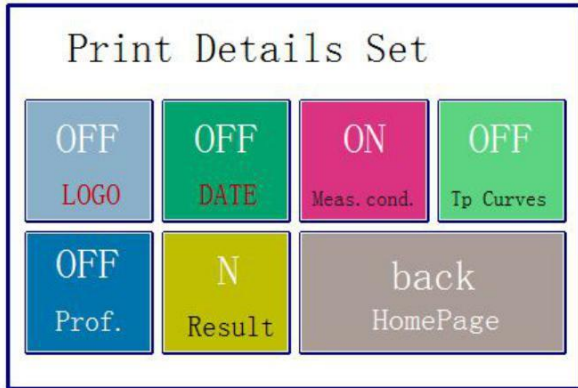 Print Details Set
OFF OFF ON OFF
LOGO DATE Meas.cond. Tp Curves
OFF N back
Prof. Result HomePage